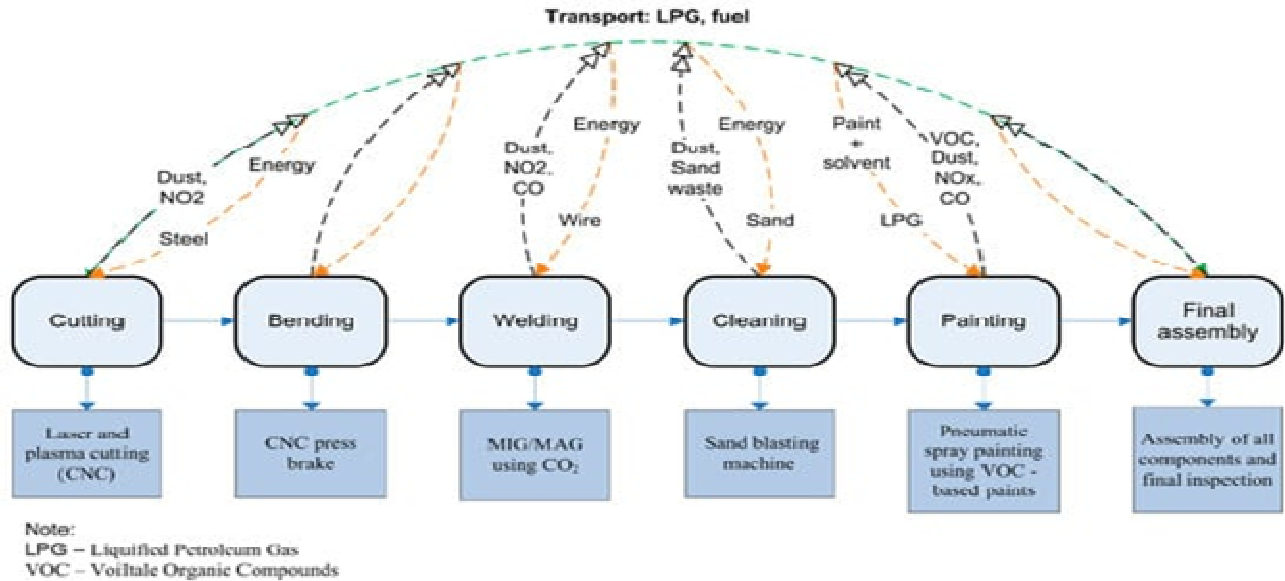 Transport: LPG, fuel
Dust,
NO2
Energy
Steel
Dust,
NO2,
CO
Energy
Wire
Dust,
Sand
waste
Energy
Sand
Paint
+
solvent
LPG
VOC,
Dust,
NOx,
CO
Cutting
Bending
Welding
Cleaning
Painting
Final
assembly
Laser and
plasma cutting
(CNC)
CNC press
brake
MIG/MAG
using CO₂
Sand blasting
machine
Pneumatic
spray painting
using VOC -
based paints
Assembly of all
components and
final inspection
Note:
LPG – Liquified Petroleum Gas
VOC – Voiltale Organic Compounds